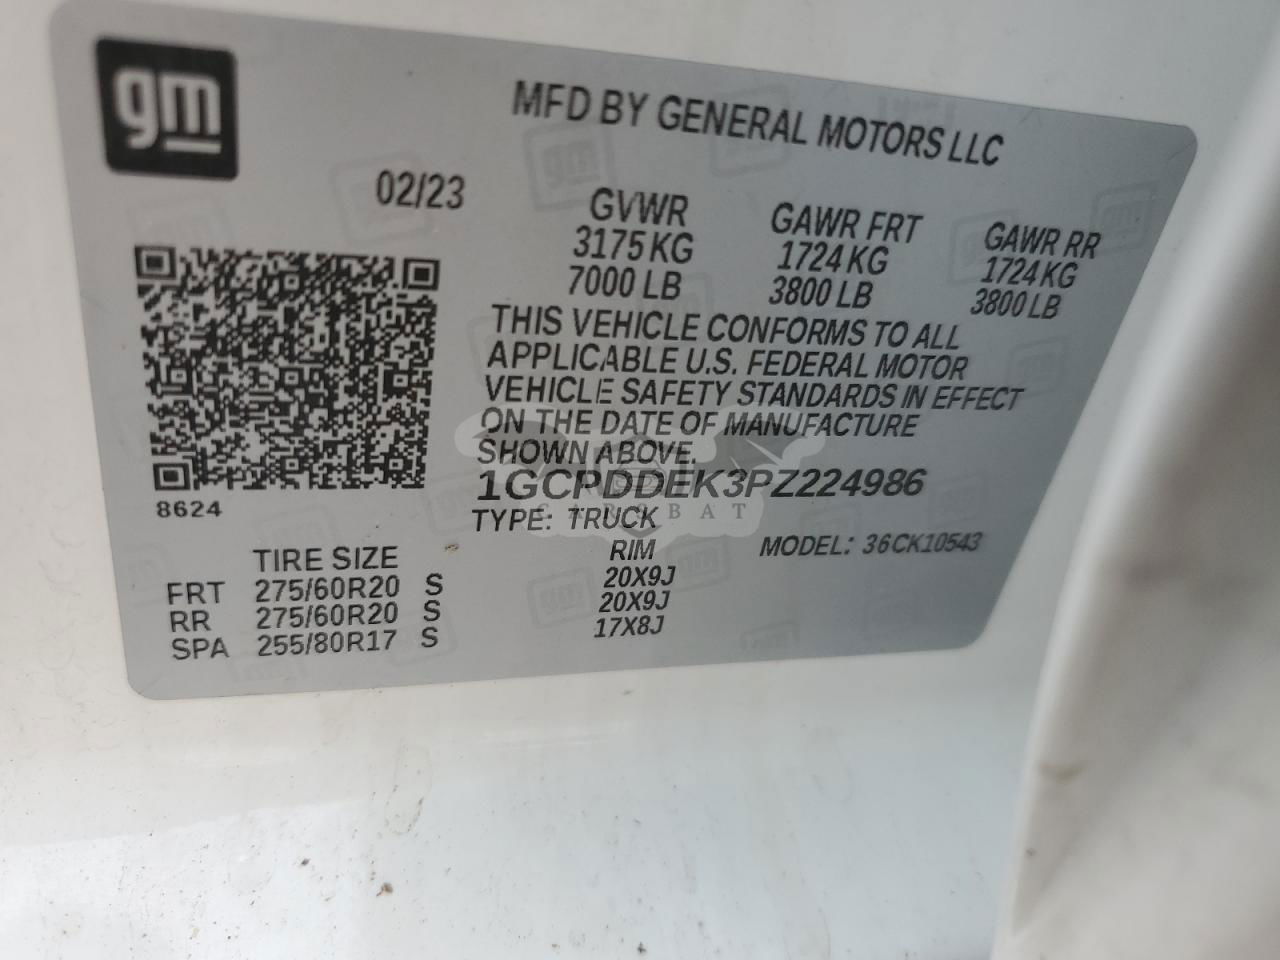 gm
MFD BY GENERAL MOTORS LLC
02/23
GVWR GAWR FRT GAWR RR
3175 KG 1724 KG 1724 KG
7000 LB 3800 LB 3800 LB
THIS VEHICLE CONFORMS TO ALL
APPLICABLE U.S. FEDERAL MOTOR
VEHICLE SAFETY STANDARDS IN EFFECT
ON THE DATE OF MANUFACTURE
SHOWN ABOVE.
1GCPDDEK3PZ224986
CAROBAT
8624
TYPE: TRUCK
MODEL: 36CK10543
TIRE SIZE RIM
FRT 275/60R20 S 20X9J
RR 275/60R20 S 20X9J
SPA 255/80R17 S 17X8J